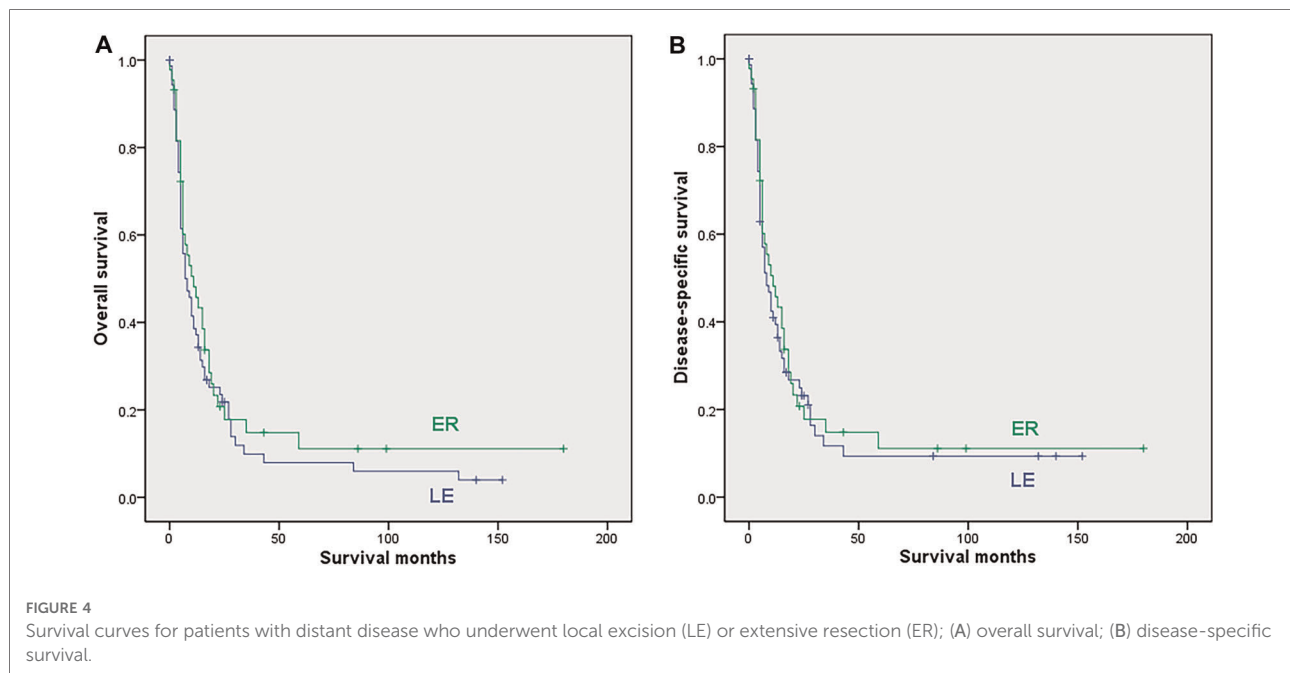 A
1.0
0.8
0.6
0.4
0.2
0.0
Overall survival
ER
LE
0 50 100 150 200
Survival months
B
1.0
0.8
0.6
0.4
0.2
0.0
Disease-specific survival
ER
LE
0 50 100 150 200
Survival months
FIGURE 4
Survival curves for patients with distant disease who underwent local excision (LE) or extensive resection (ER); (A) overall survival; (B) disease-specific
survival.